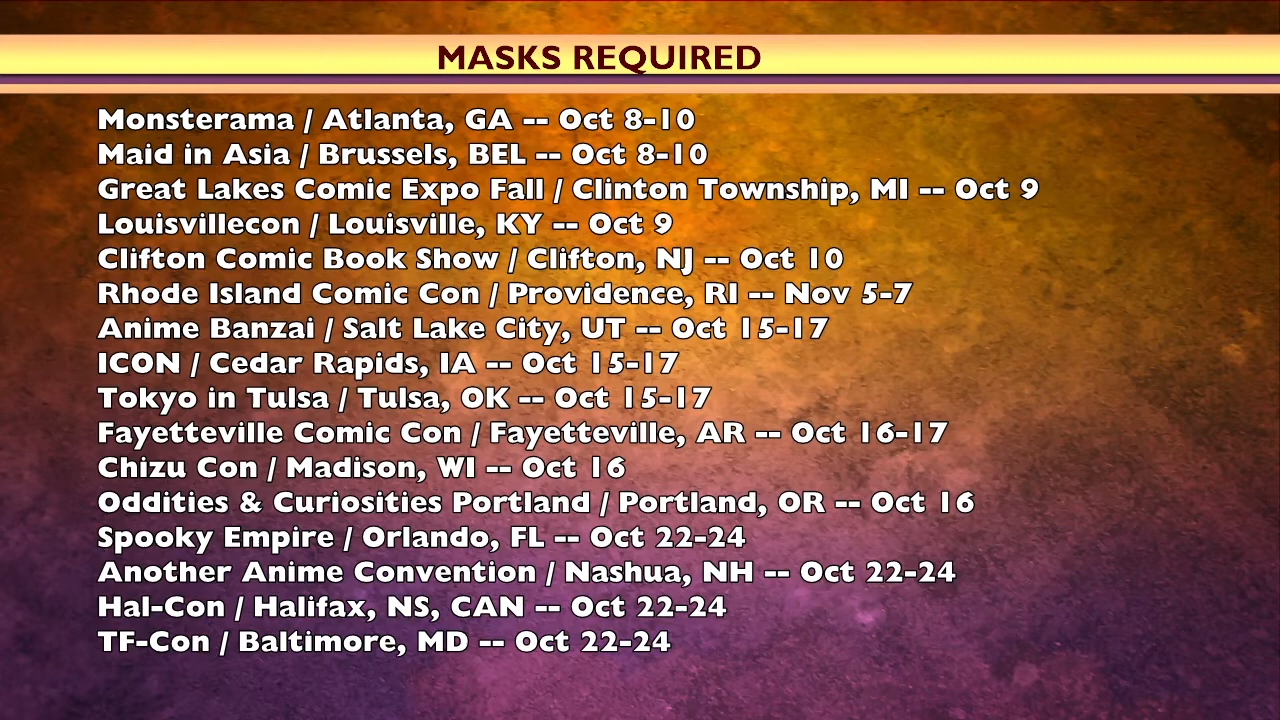 MASKS REQUIRED
Monsterama / Atlanta, GA -- Oct 8-10
Maid in Asia / Brussels, BEL -- Oct 8-10
Great Lakes Comic Expo Fall / Clinton Township, MI -- Oct 9
Louisvillecon / Louisville, KY -- Oct 9
Clifton Comic Book Show / Clifton, NJ -- Oct 10
Rhode Island Comic Con / Providence, RI -- Nov 5-7
Anime Banzai / Salt Lake City, UT -- Oct 15-17
ICON / Cedar Rapids, IA -- Oct 15-17
Tokyo in Tulsa / Tulsa, OK -- Oct 15-17
Fayetteville Comic Con / Fayetteville, AR -- Oct 16-17
Chizu Con / Madison, WI -- Oct 16
Oddities & Curiosities Portland / Portland, OR -- Oct 16
Spooky Empire / Orlando, FL -- Oct 22-24
Another Anime Convention / Nashua, NH -- Oct 22-24
Hal-Con / Halifax, NS, CAN -- Oct 22-24
TF-Con / Baltimore, MD -- Oct 22-24